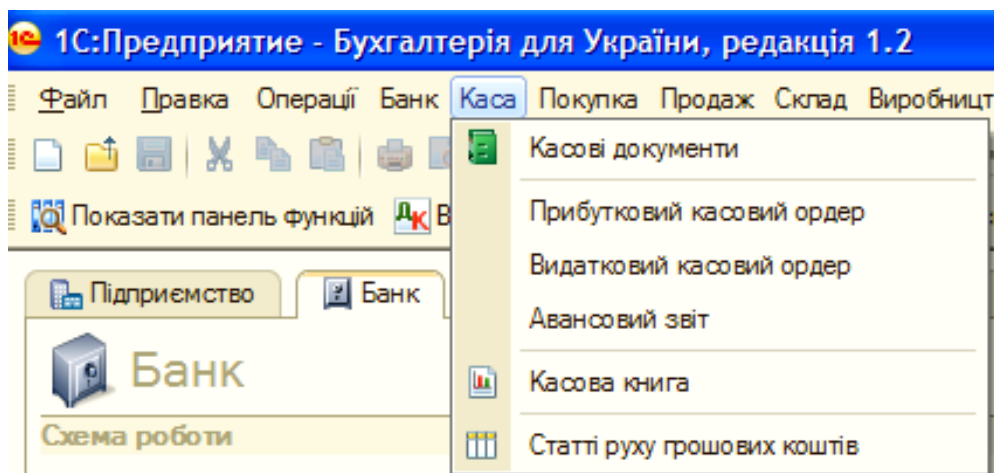 1С:Предприятие - Бухгалтерія для України, редакція 1.2
Файл Правка Операції Банк Каса Покупка Продаж Склад
Касові документи
Прибутковий касовий ордер
Показати панель функцій
Видатковий касовий ордер
Підприємство Банк
Авансовий звіт
Банк
Касова книга
Схема роботи
Статті руху грошових коштів